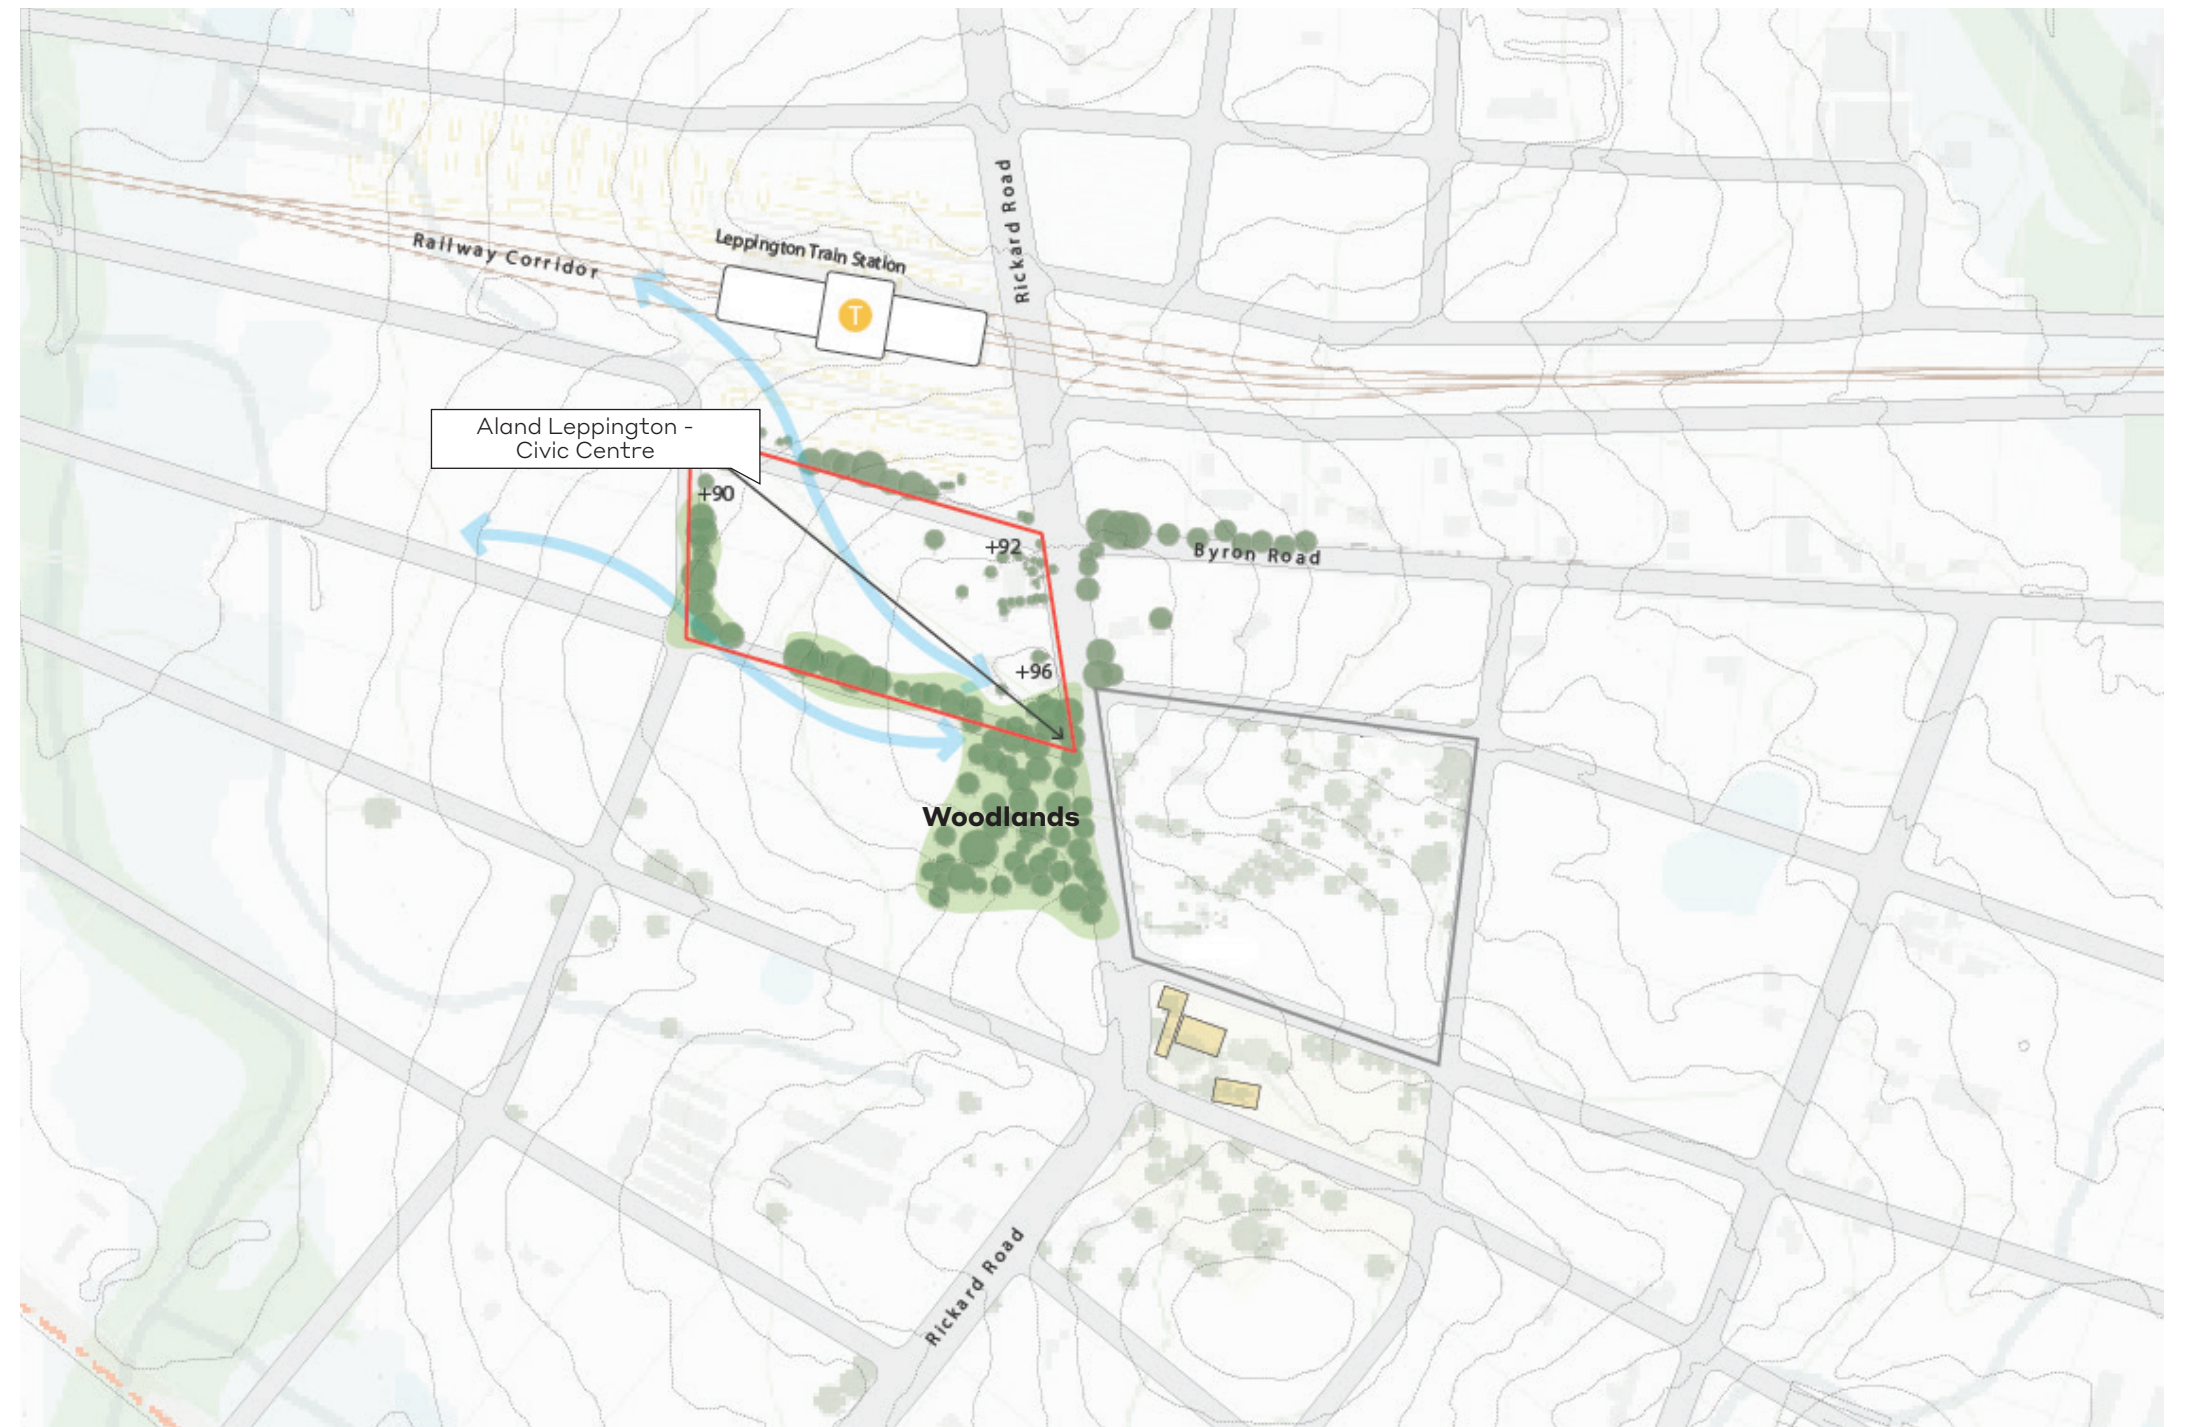 Rickard Road
Leppington Train Station
Railway Corridor
T
Aland Leppington -
Civic Centre
+90
+92
Byron Road
+96
Woodlands
Rickard Road